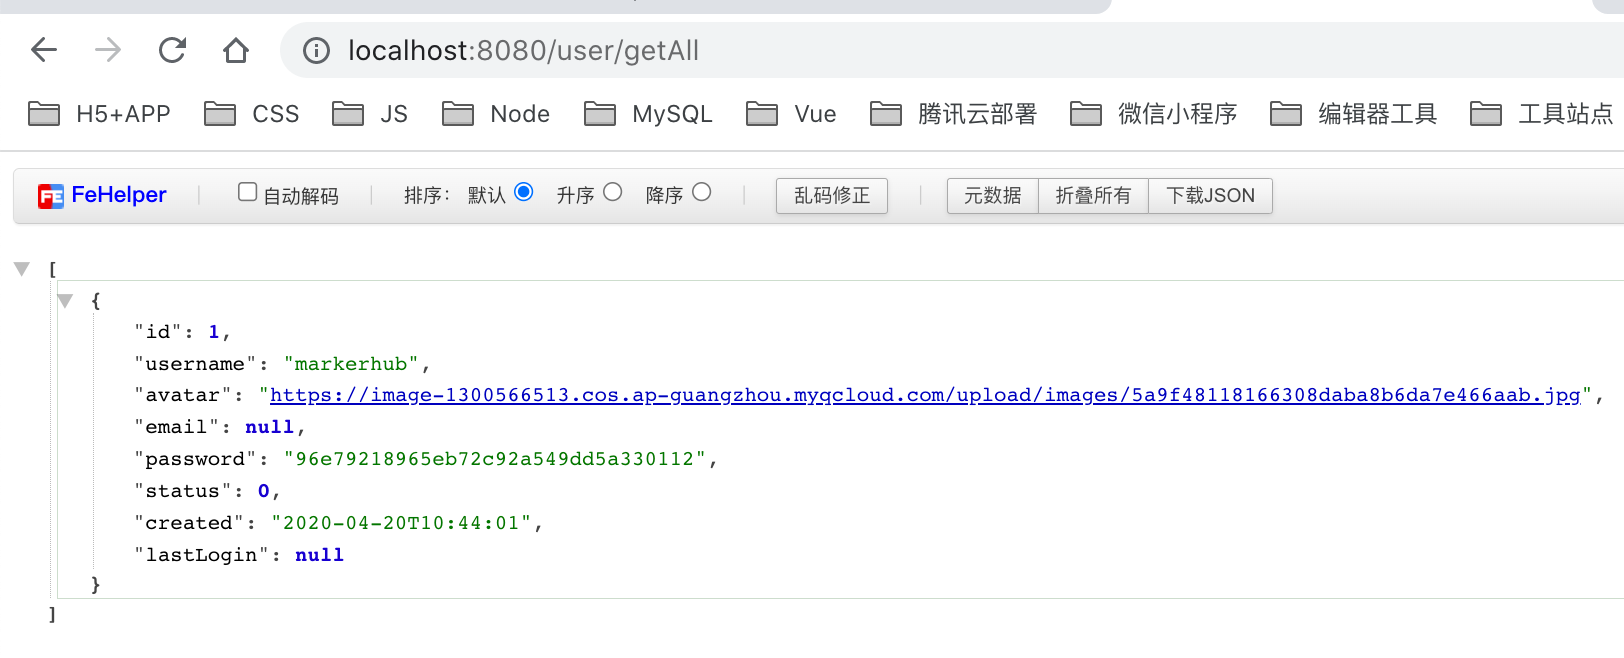 localhost:8080/user/getAll
H5+APP CSS JS Node MySQL Vue 腾讯云部署 微信小程序 编辑器工具 工具站点
FE FeHelper 自动解码 排序: 默认 升序 降序 乱码修正 元数据 折叠所有 下载JSON
[
{
"id": 1,
"username": "markerhub",
"avatar": "https://image-1300566513.cos.ap-guangzhou.myqcloud.com/upload/images/5a9f48118166308daba8b6da7e466aab.jpg",
"email": null,
"password": "96e79218965eb72c92a549dd5a330112",
"status": 0,
"created": "2020-04-20T10:44:01",
"lastLogin": null
}
]